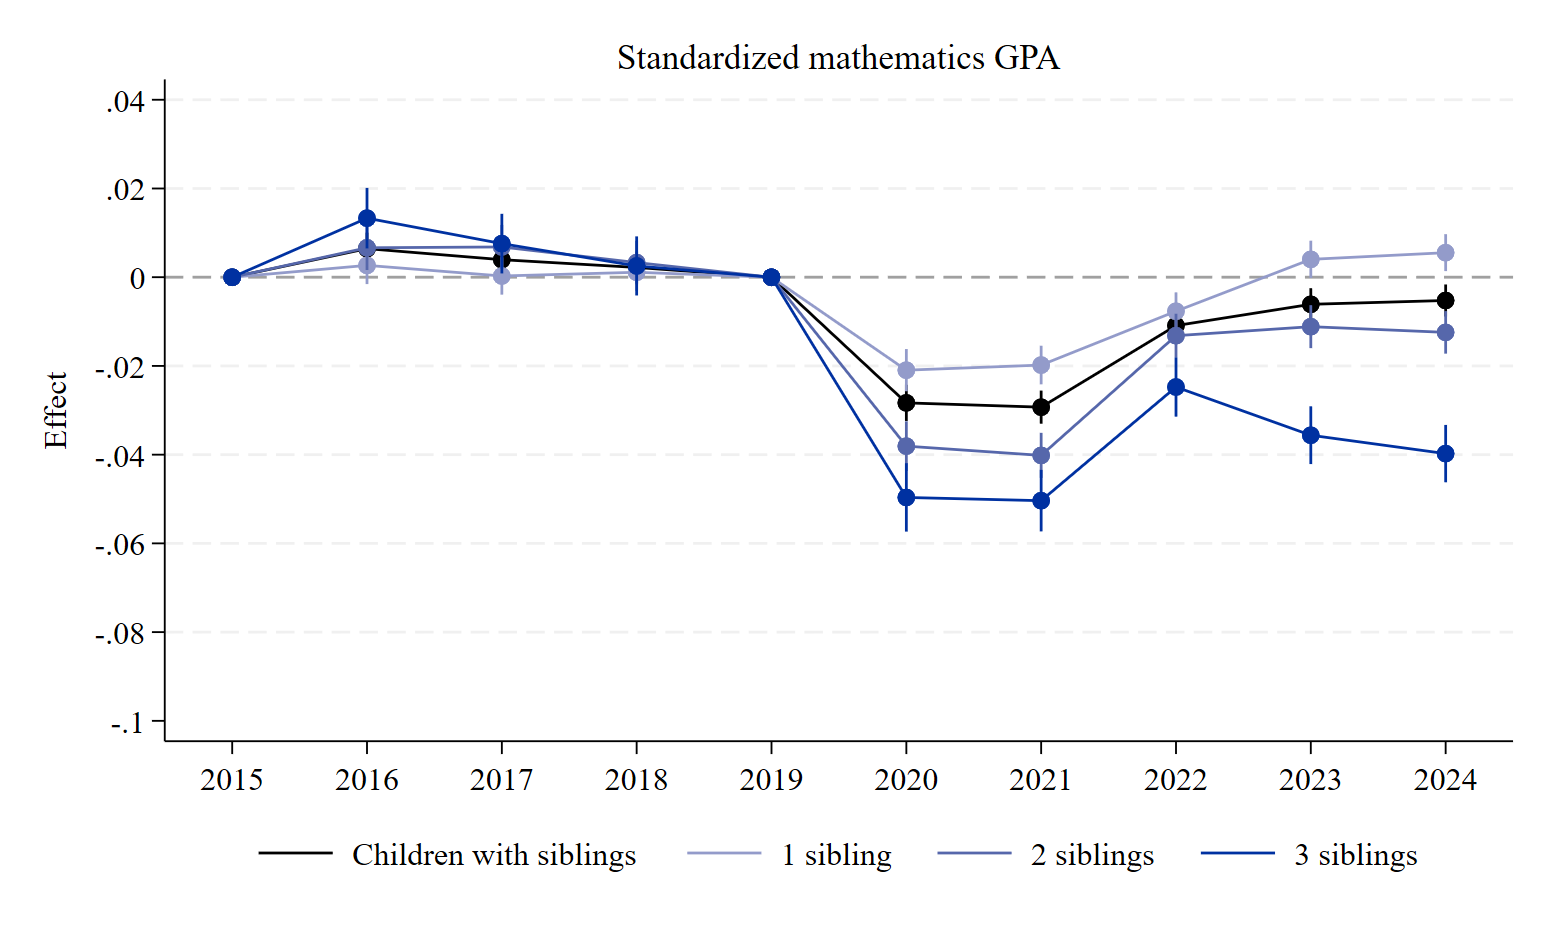 Standardized mathematics GPA
.04
.02
0
-.02
-.04
-.06
-.08
-.1
Effect
2015 2016 2017 2018 2019 2020 2021 2022 2023 2024
Children with siblings 1 sibling 2 siblings 3 siblings